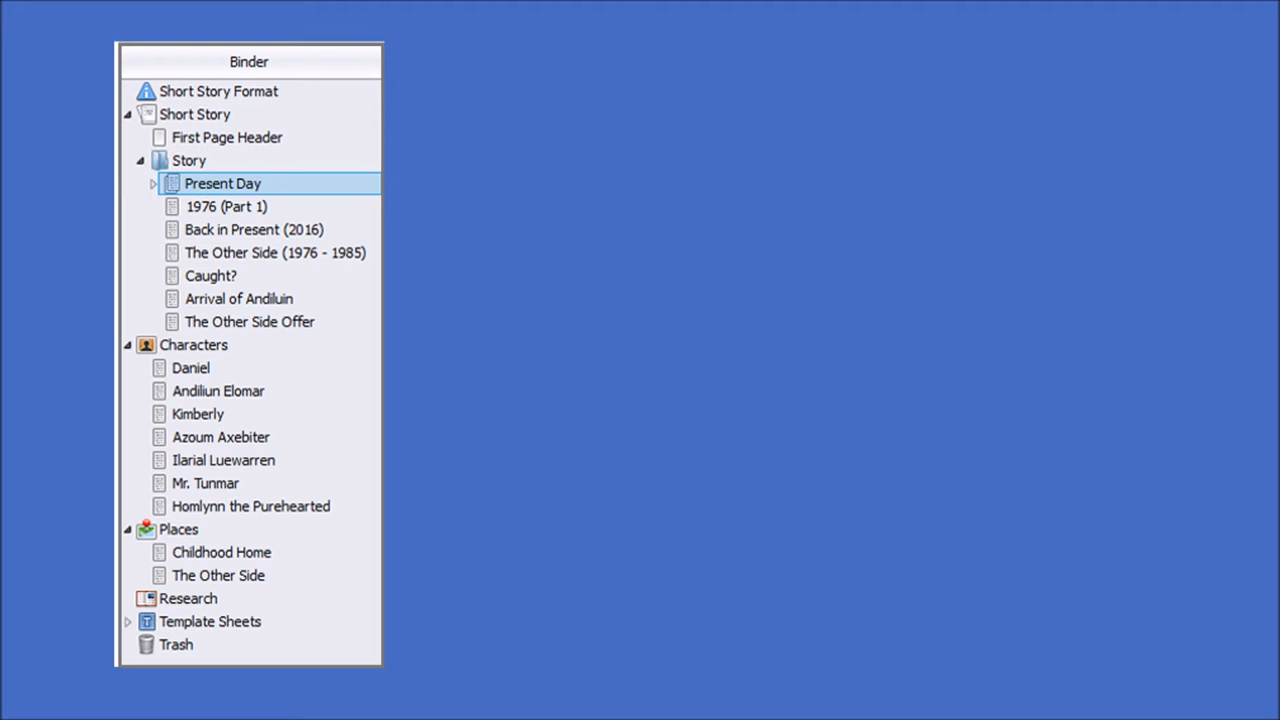 Binder
Short Story Format
Short Story
First Page Header
Story
Present Day
1976 (Part 1)
Back in Present (2016)
The Other Side (1976 - 1985)
Caught?
Arrival of Andiluin
The Other Side Offer
Characters
Daniel
Andiliun Elomar
Kimberly
Azoum Axebiter
Ilarial Luewarren
Mr. Tunmar
Homlynn the Purehearted
Places
Childhood Home
The Other Side
Research
Template Sheets
Trash